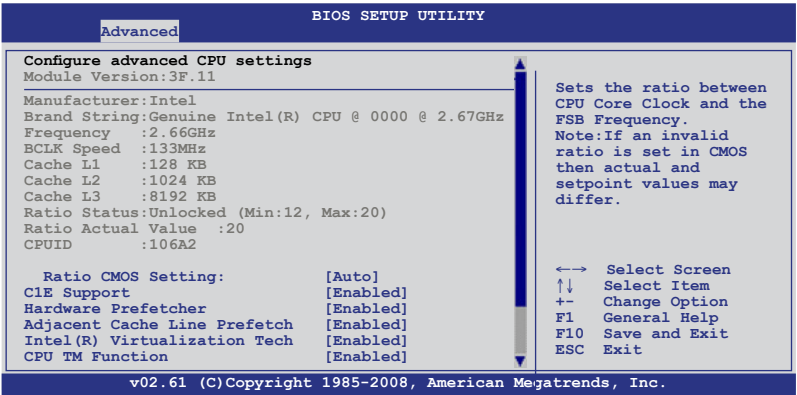 BIOS SETUP UTILITY
Advanced
Configure advanced CPU settings
Module Version:3F.11
Manufacturer:Intel
Brand String:Genuine Intel(R) CPU @ 0000 @ 2.67GHz
Frequency :2.66GHz
BCLK Speed :133MHz
Cache L1 :128 KB
Cache L2 :1024 KB
Cache L3 :8192 KB
Ratio Status:Unlocked (Min:12, Max:20)
Ratio Actual Value :20
CPUID :106A2
Ratio CMOS Setting: [Auto]
C1E Support [Enabled]
Hardware Prefetcher [Enabled]
Adjacent Cache Line Prefetch [Enabled]
Intel(R) Virtualization Tech [Enabled]
CPU TM Function [Enabled]
Sets the ratio between
CPU Core Clock and the
FSB Frequency.
Note:If an invalid
ratio is set in CMOS
then actual and
setpoint values may
differ.
←→ Select Screen
↑↓ Select Item
+- Change Option
F1 General Help
F10 Save and Exit
ESC Exit
v02.61 (C)Copyright 1985-2008, American Megatrends, Inc.